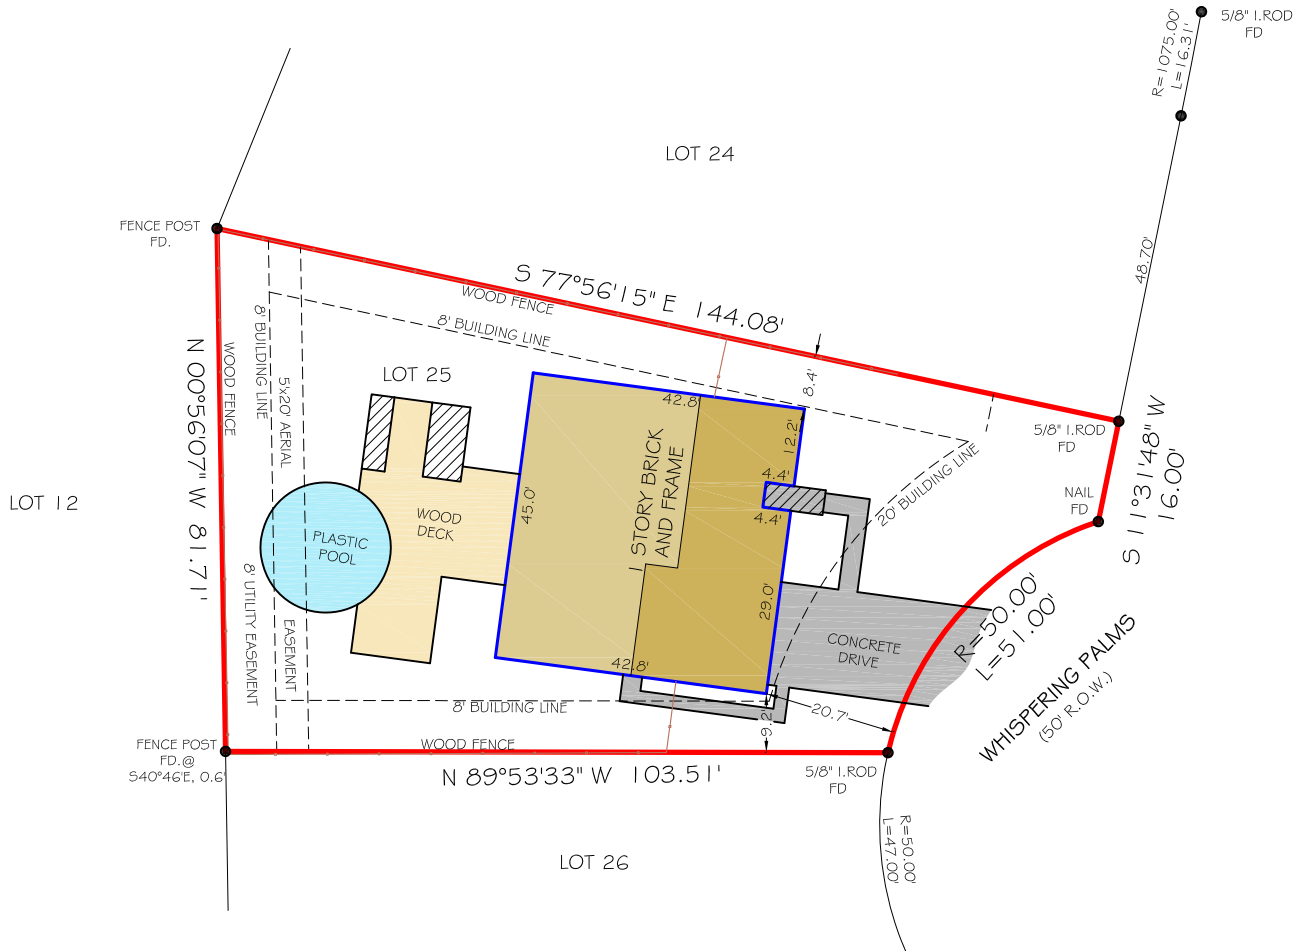 R=1075.00'
L=16.31'
5/8" I.ROD
FD
LOT 24
FENCE POST
FD.
48.70'
S 77°56'15" E 144.08'
WOOD FENCE
8' BUILDING LINE
8.4'
8' BUILDING LINE
WOOD FENCE
N 00°56'07" W 81.71'
LOT 25
5'x20' AERIAL
EASEMENT
42.8'
12.2'
5/8" I.ROD
FD
S 11°31'48" W
16.00'
20' BUILDING LINE
4.4'
4.4'
NAIL
FD
LOT 12
45.0'
1 STORY BRICK
AND FRAME
WOOD
DECK
PLASTIC
POOL
8' UTILITY EASEMENT
29.0'
R=50.00'
L=51.00'
CONCRETE
DRIVE
WHISPERING PALMS
(50' R.O.W.)
42.8'
8' BUILDING LINE
9.2'
20.7'
FENCE POST
FD.@
S40°46'E, 0.6'
WOOD FENCE
N 89°53'33" W 103.51'
5/8" I.ROD
FD
R=50.00'
L=47.00'
LOT 26